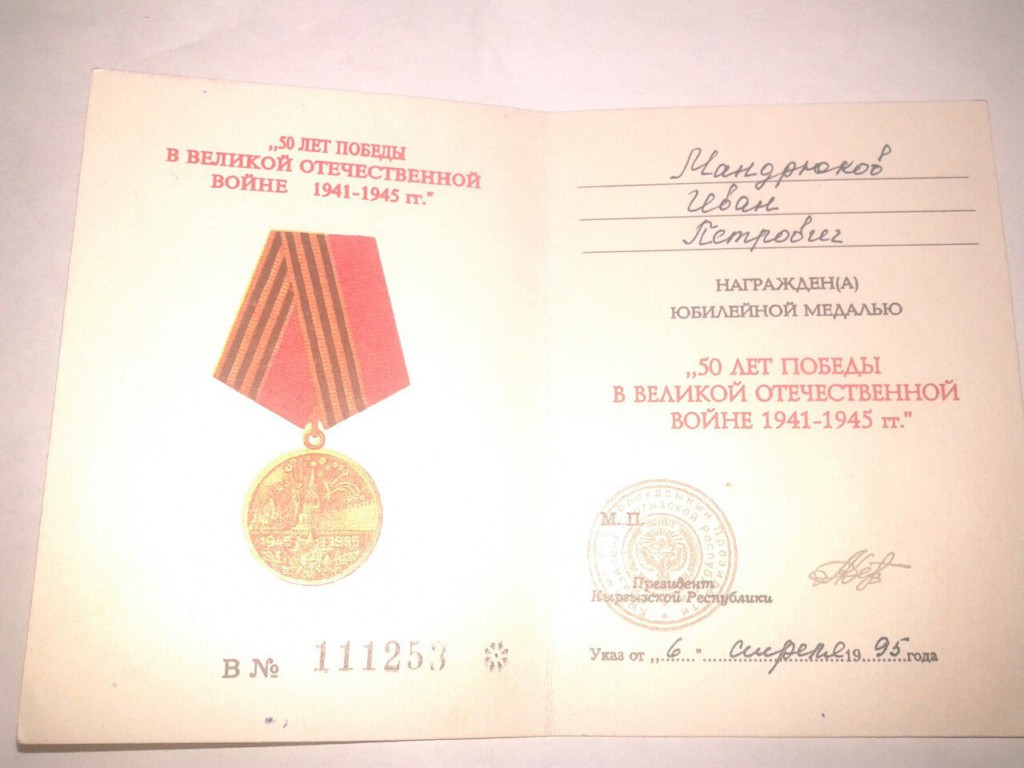 „50 ЛЕТ ПОБЕДЫ
В ВЕЛИКОЙ ОТЕЧЕСТВЕННОЙ
ВОЙНЕ 1941-1945 гг."
1945 1995
В № 111253
Мандрюков
Иван
Петрович
НАГРАЖДЕН(А)
ЮБИЛЕЙНОЙ МЕДАЛЬЮ
„50 ЛЕТ ПОБЕДЫ
В ВЕЛИКОЙ ОТЕЧЕСТВЕННОЙ
ВОЙНЕ 1941-1945 гг."
М. П.
Президент
Кыргызской Республики
Указ от „6" апреля 1995 года